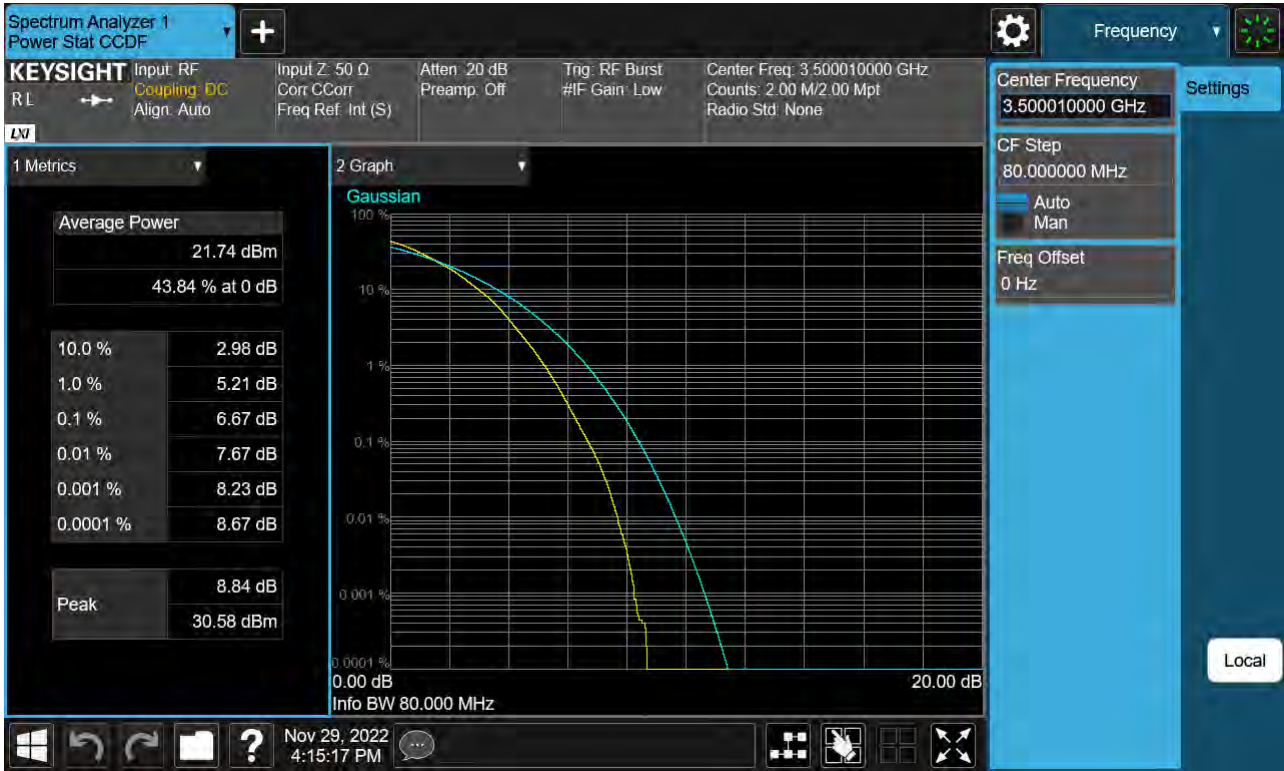 Spectrum Analyzer 1
Power Stat CCDF
Frequency
KEYSIGHT
R L
LXI
Input: RF
Coupling: DC
Align: Auto
Input Z: 50 Ω
Corr CCorr
Freq Ref: Int (S)
Atten: 20 dB
Preamp: Off
Trig: RF Burst
#IF Gain: Low
Center Freq: 3.500010000 GHz
Counts: 2.00 M/2.00 Mpt
Radio Std: None
1 Metrics
Average Power
21.74 dBm
43.84 % at 0 dB
10.0 % 2.98 dB
1.0 % 5.21 dB
0.1 % 6.67 dB
0.01 % 7.67 dB
0.001 % 8.23 dB
0.0001 % 8.67 dB
Peak
8.84 dB
30.58 dBm
2 Graph
Gaussian
100 %
10 %
1 %
0.1 %
0.01 %
0.001 %
0.0001 %
0.00 dB 20.00 dB
Info BW 80.000 MHz
Center Frequency
3.500010000 GHz
CF Step
80.000000 MHz
Auto
Man
Freq Offset
0 Hz
Settings
Local
Nov 29, 2022
4:15:17 PM